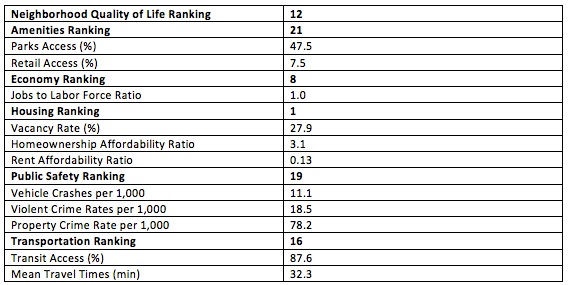 Neighborhood Quality of Life Ranking 12
Amenities Ranking 21
Parks Access (%) 47.5
Retail Access (%) 7.5
Economy Ranking 8
Jobs to Labor Force Ratio 1.0
Housing Ranking 1
Vacancy Rate (%) 27.9
Homeownership Affordability Ratio 3.1
Rent Affordability Ratio 0.13
Public Safety Ranking 19
Vehicle Crashes per 1,000 11.1
Violent Crime Rates per 1,000 18.5
Property Crime Rate per 1,000 78.2
Transportation Ranking 16
Transit Access (%) 87.6
Mean Travel Times (min) 32.3